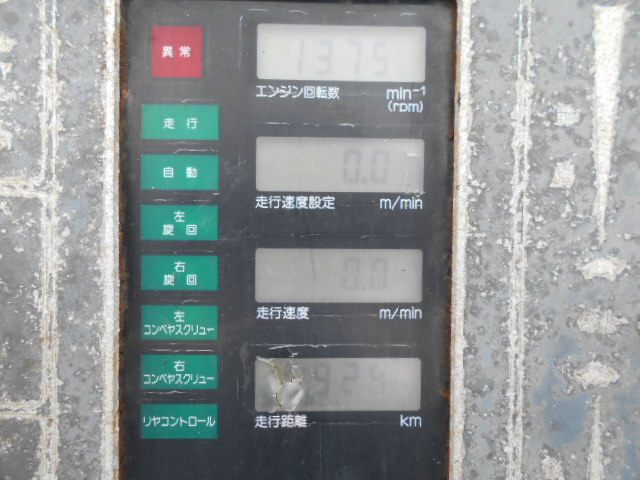 異常
1375
エンジン回転数 min⁻¹
(rpm)
走行
自動
0.0
走行速度設定 m/min
左
旋回
右
旋回
0.0
走行速度 m/min
左
コンベヤスクリュー
右
コンベヤスクリュー
走行距離 km
リヤコントロール